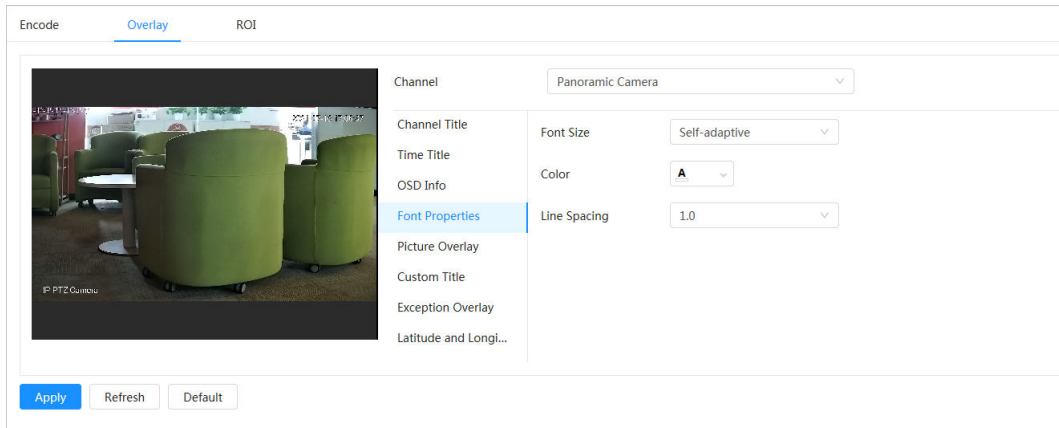 Encode Overlay ROI
Channel Panoramic Camera
Channel Title
Time Title
OSD Info
Font Properties
Picture Overlay
Custom Title
Exception Overlay
Latitude and Longi...
Font Size Self-adaptive
Color A
Line Spacing 1.0
IP PTZ Camera
Apply Refresh Default